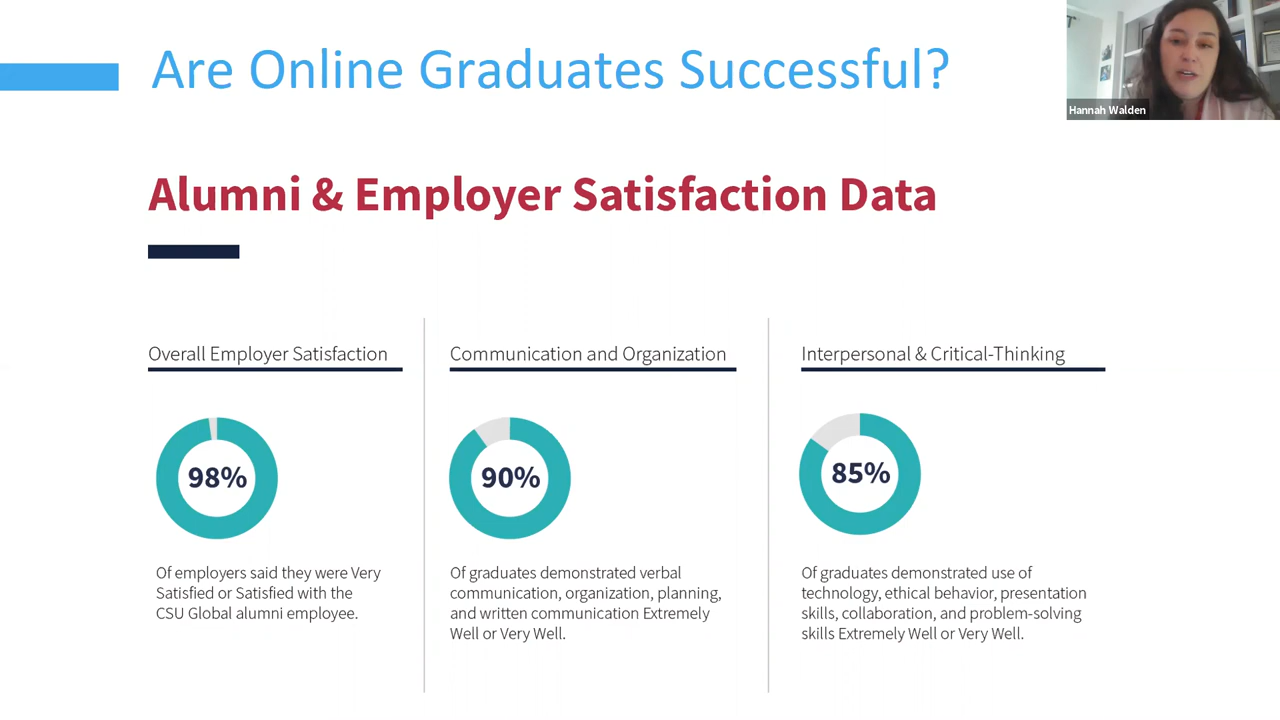 Are Online Graduates Successful?
Hannah Walden
Alumni & Employer Satisfaction Data
Overall Employer Satisfaction
98%
Of employers said they were Very
Satisfied or Satisfied with the
CSU Global alumni employee.
Communication and Organization
90%
Of graduates demonstrated verbal
communication, organization, planning,
and written communication Extremely
Well or Very Well.
Interpersonal & Critical-Thinking
85%
Of graduates demonstrated use of
technology, ethical behavior, presentation
skills, collaboration, and problem-solving
skills Extremely Well or Very Well.